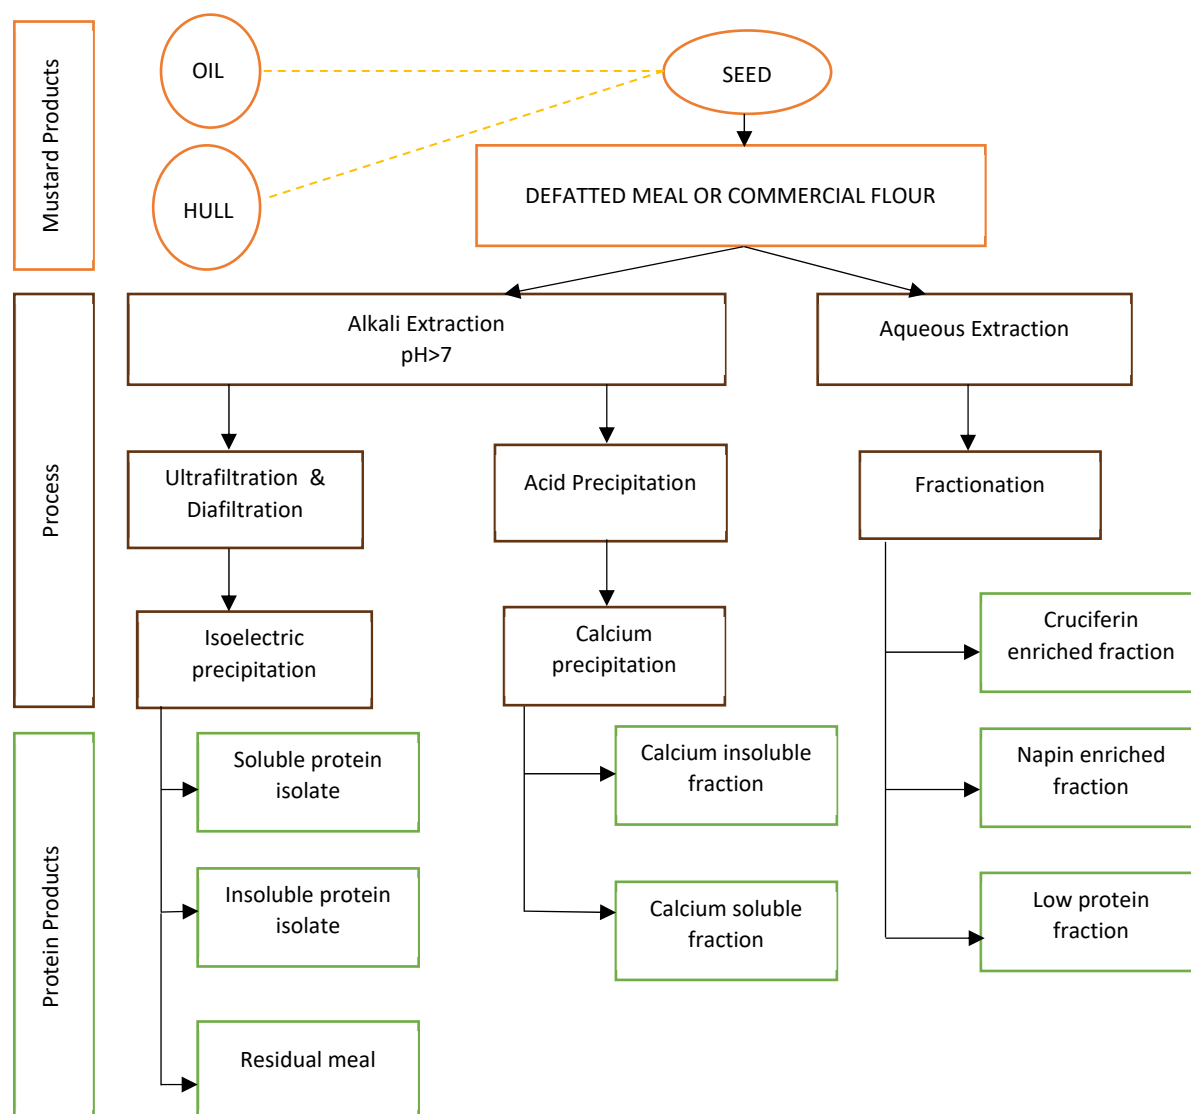 Mustard Products
OIL
SEED
HULL
DEFATTED MEAL OR COMMERCIAL FLOUR
Process
Alkali Extraction
pH>7
Aqueous Extraction
Ultrafiltration &
Diafiltration
Acid Precipitation
Fractionation
Isoelectric
precipitation
Calcium
precipitation
Cruciferin
enriched fraction
Protein Products
Soluble protein
isolate
Calcium insoluble
fraction
Napin enriched
fraction
Insoluble protein
isolate
Calcium soluble
fraction
Low protein
fraction
Residual meal